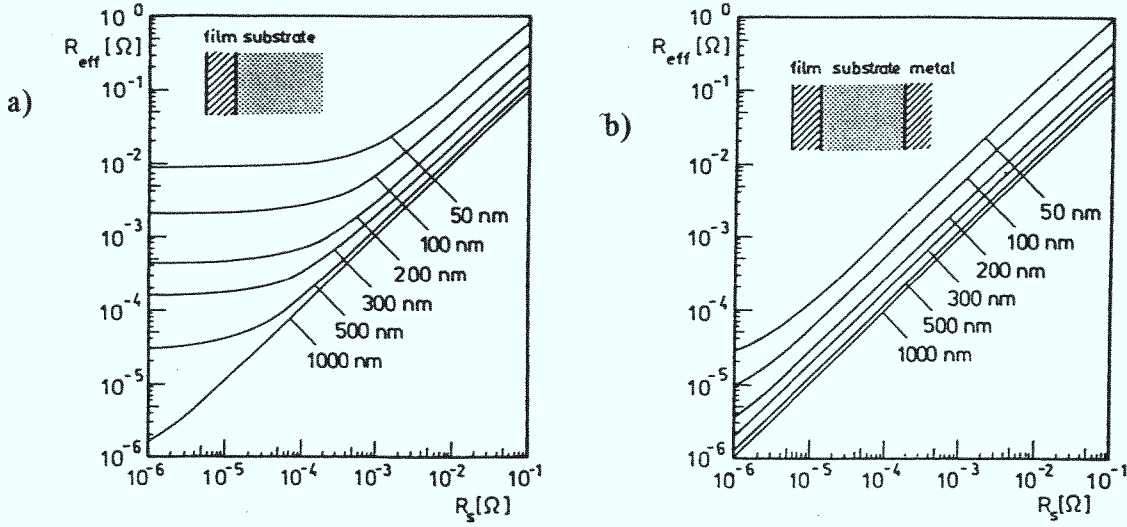 a)
R_eff [Ω]
10^0
10^-1
10^-2
10^-3
10^-4
10^-5
10^-6
film substrate
50 nm
100 nm
200 nm
300 nm
500 nm
1000 nm
10^-6 10^-5 10^-4 10^-3 10^-2 10^-1
R_s [Ω]
b)
R_eff [Ω]
10^0
10^-1
10^-2
10^-3
10^-4
10^-5
10^-6
film substrate metal
50 nm
100 nm
200 nm
300 nm
500 nm
1000 nm
10^-6 10^-5 10^-4 10^-3 10^-2 10^-1
R_s [Ω]